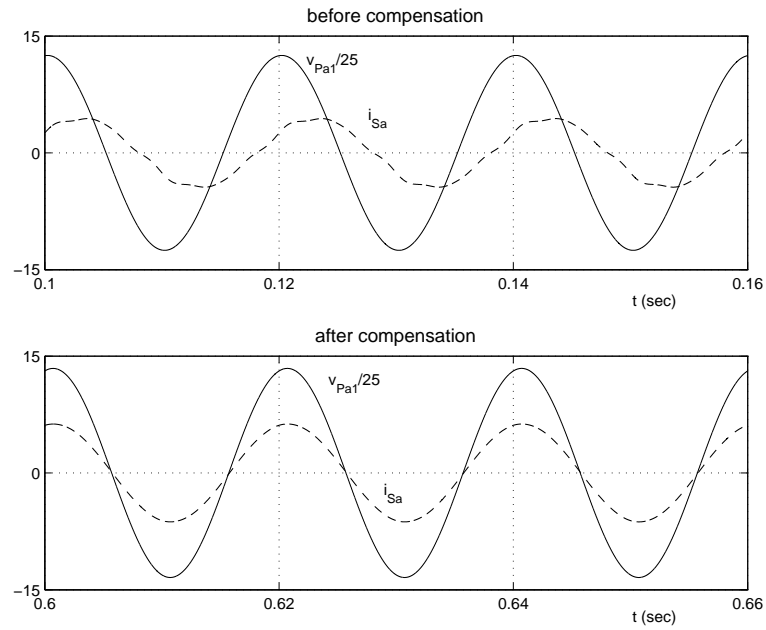 before compensation
15
v_Pa1/25
i_Sa
0
−15
0.1 0.12 0.14 0.16
t (sec)
after compensation
15
v_Pa1/25
0
i_Sa
−15
0.6 0.62 0.64 0.66
t (sec)